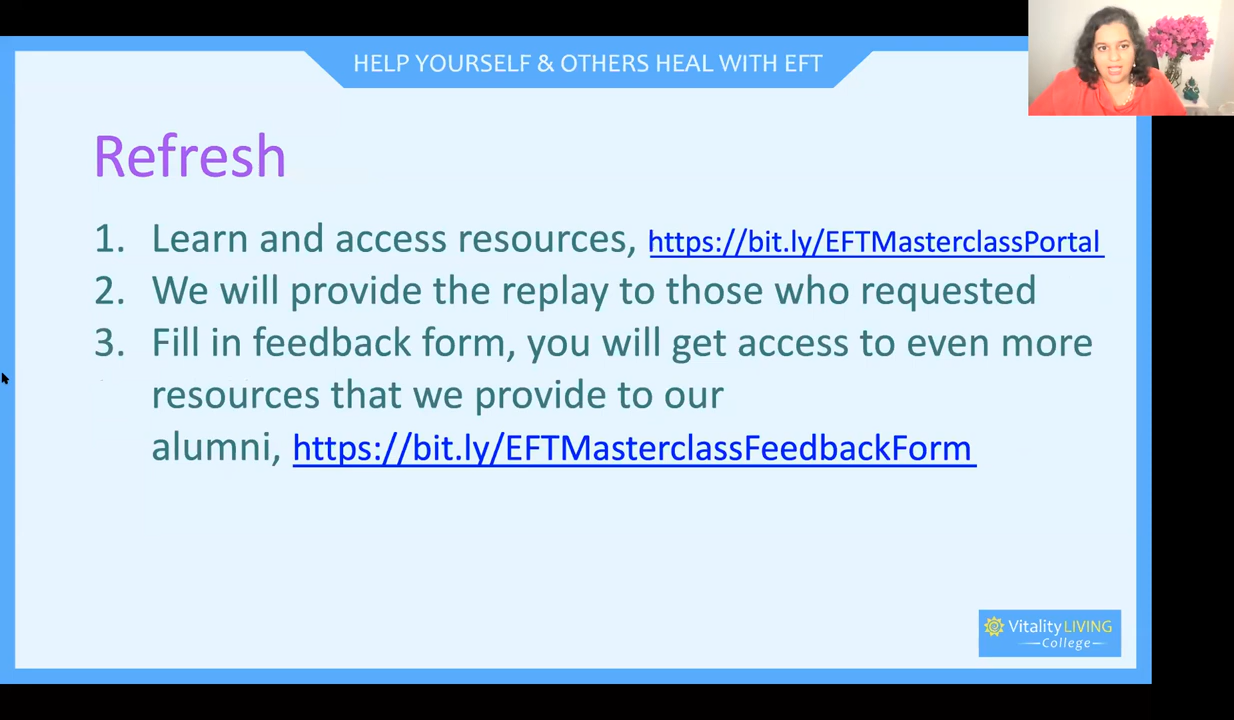 HELP YOURSELF & OTHERS HEAL WITH EFT
Refresh
1. Learn and access resources, https://bit.ly/EFTMasterclassPortal
2. We will provide the replay to those who requested
3. Fill in feedback form, you will get access to even more
resources that we provide to our
alumni, https://bit.ly/EFTMasterclassFeedbackForm
Vitality LIVING
College